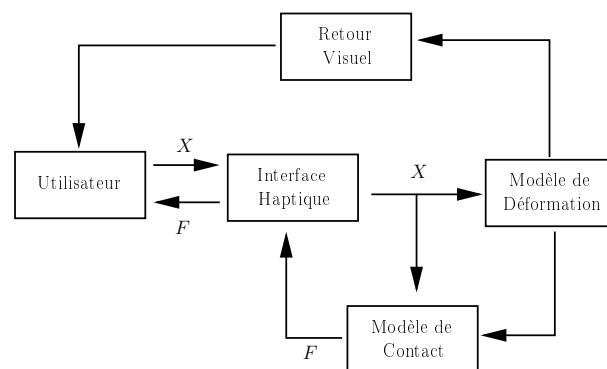 Retour
Visuel
X
Utilisateur
F
Interface
Haptique
X
Modèle de
Déformation
Modèle de
Contact
F